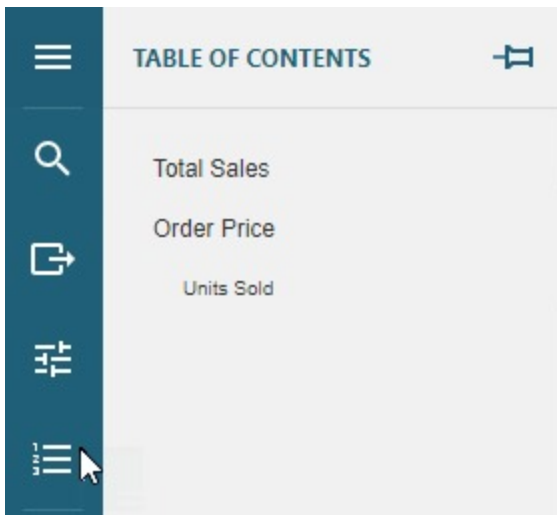 TABLE OF CONTENTS
Total Sales
Order Price
Units Sold